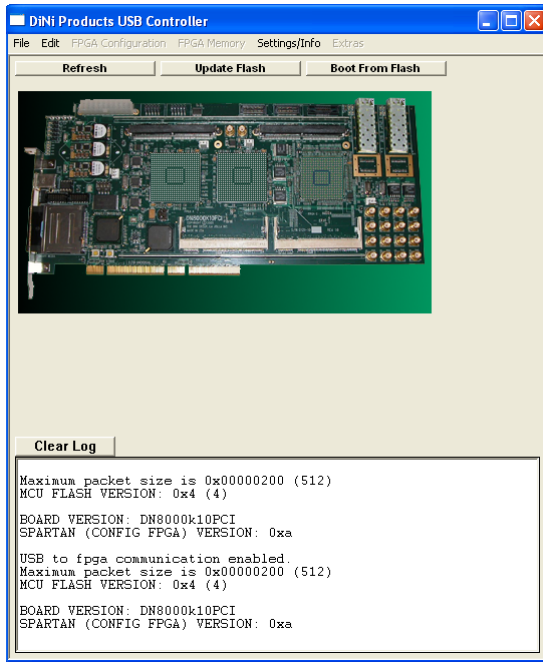 DiNi Products USB Controller
File Edit FPGA Configuration FPGA Memory Settings/Info Extras
Refresh Update Flash Boot From Flash
DN8000K10PCI
Clear Log
Maximum packet size is 0x00000200 (512)
MCU FLASH VERSION: 0x4 (4)
BOARD VERSION: DN8000k10PCI
SPARTAN (CONFIG FPGA) VERSION: 0xa
USB to fpga communication enabled.
Maximum packet size is 0x00000200 (512)
MCU FLASH VERSION: 0x4 (4)
BOARD VERSION: DN8000k10PCI
SPARTAN (CONFIG FPGA) VERSION: 0xa